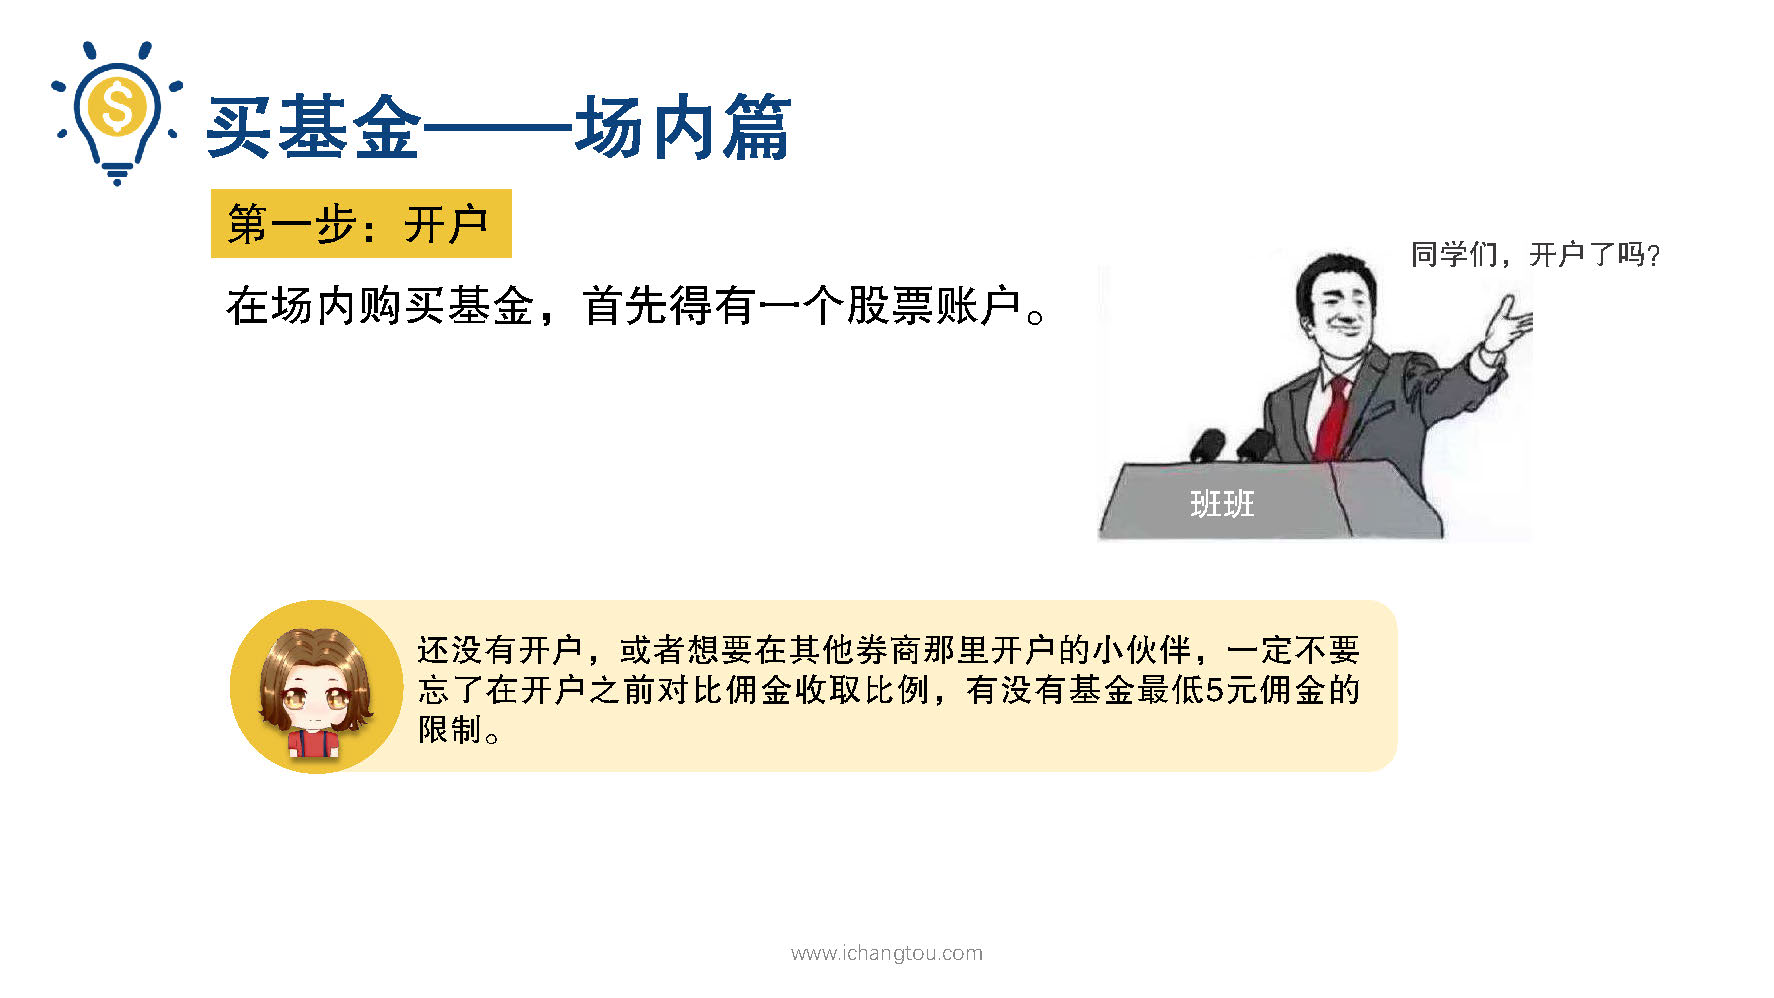 买基金——场内篇
第一步：开户
同学们，开户了吗?
在场内购买基金，首先得有一个股票账户。
班班
还没有开户，或者想要在其他券商那里开户的小伙伴，一定不要
忘了在开户之前对比佣金收取比例，有没有基金最低5元佣金的
限制。
www.ichangtou.com